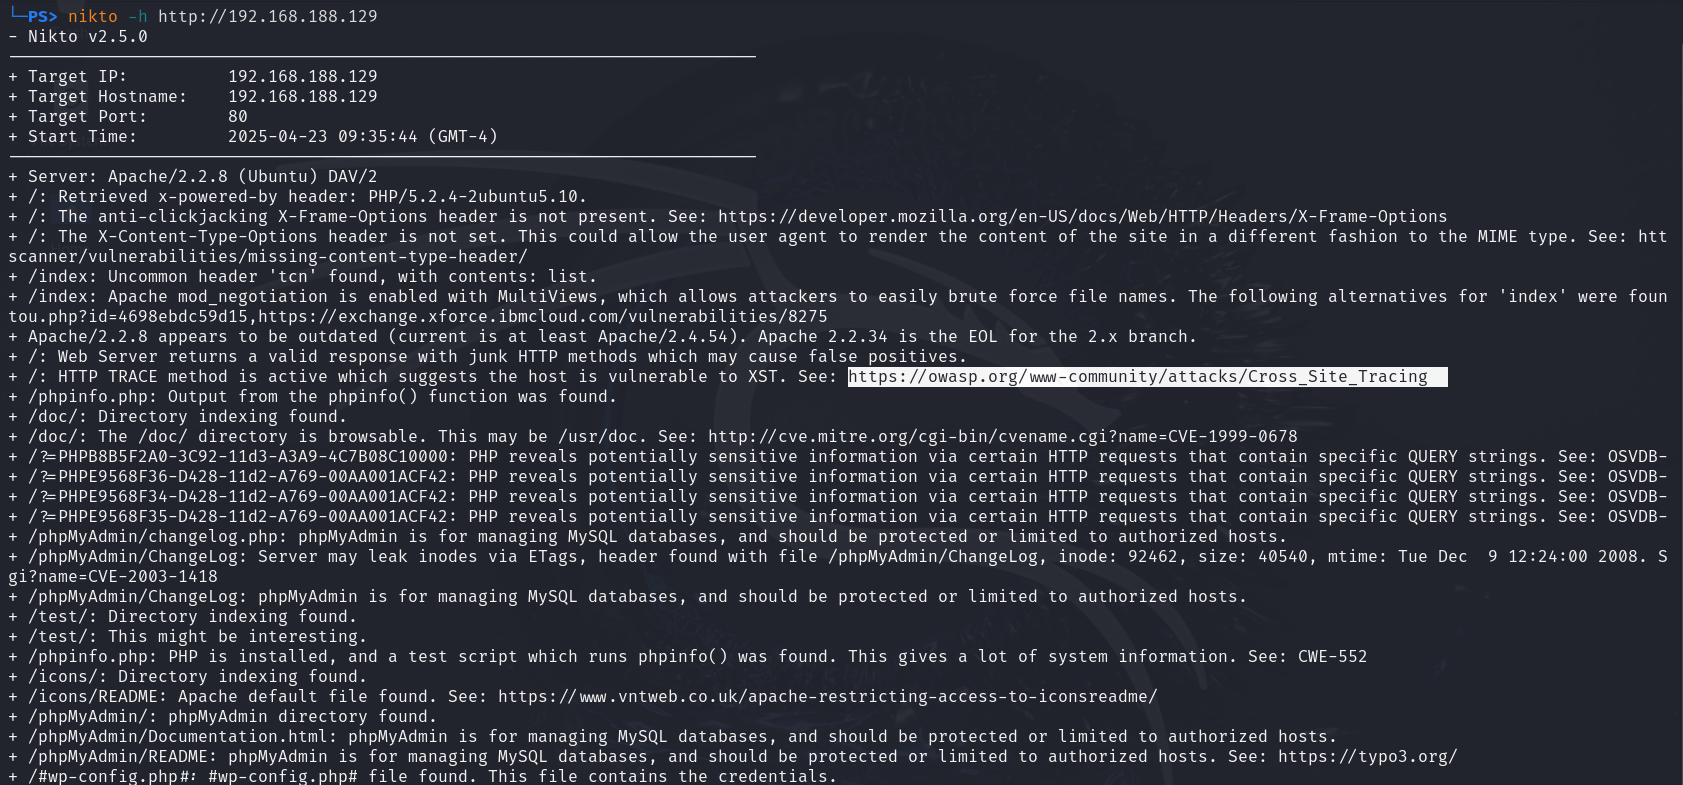 └─PS> nikto -h http://192.168.188.129
- Nikto v2.5.0
---------------------------------------------------------------------------
+ Target IP:          192.168.188.129
+ Target Hostname:    192.168.188.129
+ Target Port:        80
+ Start Time:         2025-04-23 09:35:44 (GMT-4)
---------------------------------------------------------------------------
+ Server: Apache/2.2.8 (Ubuntu) DAV/2
+ /: Retrieved x-powered-by header: PHP/5.2.4-2ubuntu5.10.
+ /: The anti-clickjacking X-Frame-Options header is not present. See: https://developer.mozilla.org/en-US/docs/Web/HTTP/Headers/X-Frame-Options
+ /: The X-Content-Type-Options header is not set. This could allow the user agent to render the content of the site in a different fashion to the MIME type. See: htt
scanner/vulnerabilities/missing-content-type-header/
+ /index: Uncommon header 'tcn' found, with contents: list.
+ /index: Apache mod_negotiation is enabled with MultiViews, which allows attackers to easily brute force file names. The following alternatives for 'index' were foun
tou.php?id=4698ebdc59d15,https://exchange.xforce.ibmcloud.com/vulnerabilities/8275
+ Apache/2.2.8 appears to be outdated (current is at least Apache/2.4.54). Apache 2.2.34 is the EOL for the 2.x branch.
+ /: Web Server returns a valid response with junk HTTP methods which may cause false positives.
+ /: HTTP TRACE method is active which suggests the host is vulnerable to XST. See: https://owasp.org/www-community/attacks/Cross_Site_Tracing
+ /phpinfo.php: Output from the phpinfo() function was found.
+ /doc/: Directory indexing found.
+ /doc/: The /doc/ directory is browsable. This may be /usr/doc. See: http://cve.mitre.org/cgi-bin/cvename.cgi?name=CVE-1999-0678
+ /?=PHPB8B5F2A0-3C92-11d3-A3A9-4C7B08C10000: PHP reveals potentially sensitive information via certain HTTP requests that contain specific QUERY strings. See: OSVDB-
+ /?=PHPE9568F36-D428-11d2-A769-00AA001ACF42: PHP reveals potentially sensitive information via certain HTTP requests that contain specific QUERY strings. See: OSVDB-
+ /?=PHPE9568F34-D428-11d2-A769-00AA001ACF42: PHP reveals potentially sensitive information via certain HTTP requests that contain specific QUERY strings. See: OSVDB-
+ /?=PHPE9568F35-D428-11d2-A769-00AA001ACF42: PHP reveals potentially sensitive information via certain HTTP requests that contain specific QUERY strings. See: OSVDB-
+ /phpMyAdmin/changelog.php: phpMyAdmin is for managing MySQL databases, and should be protected or limited to authorized hosts.
+ /phpMyAdmin/ChangeLog: Server may leak inodes via ETags, header found with file /phpMyAdmin/ChangeLog, inode: 92462, size: 40540, mtime: Tue Dec  9 12:24:00 2008. S
gi?name=CVE-2003-1418
+ /phpMyAdmin/ChangeLog: phpMyAdmin is for managing MySQL databases, and should be protected or limited to authorized hosts.
+ /test/: Directory indexing found.
+ /test/: This might be interesting.
+ /phpinfo.php: PHP is installed, and a test script which runs phpinfo() was found. This gives a lot of system information. See: CWE-552
+ /icons/: Directory indexing found.
+ /icons/README: Apache default file found. See: https://www.vntweb.co.uk/apache-restricting-access-to-iconsreadme/
+ /phpMyAdmin/: phpMyAdmin directory found.
+ /phpMyAdmin/Documentation.html: phpMyAdmin is for managing MySQL databases, and should be protected or limited to authorized hosts.
+ /phpMyAdmin/README: phpMyAdmin is for managing MySQL databases, and should be protected or limited to authorized hosts. See: https://typo3.org/
+ /#wp-config.php#: #wp-config.php# file found. This file contains the credentials.